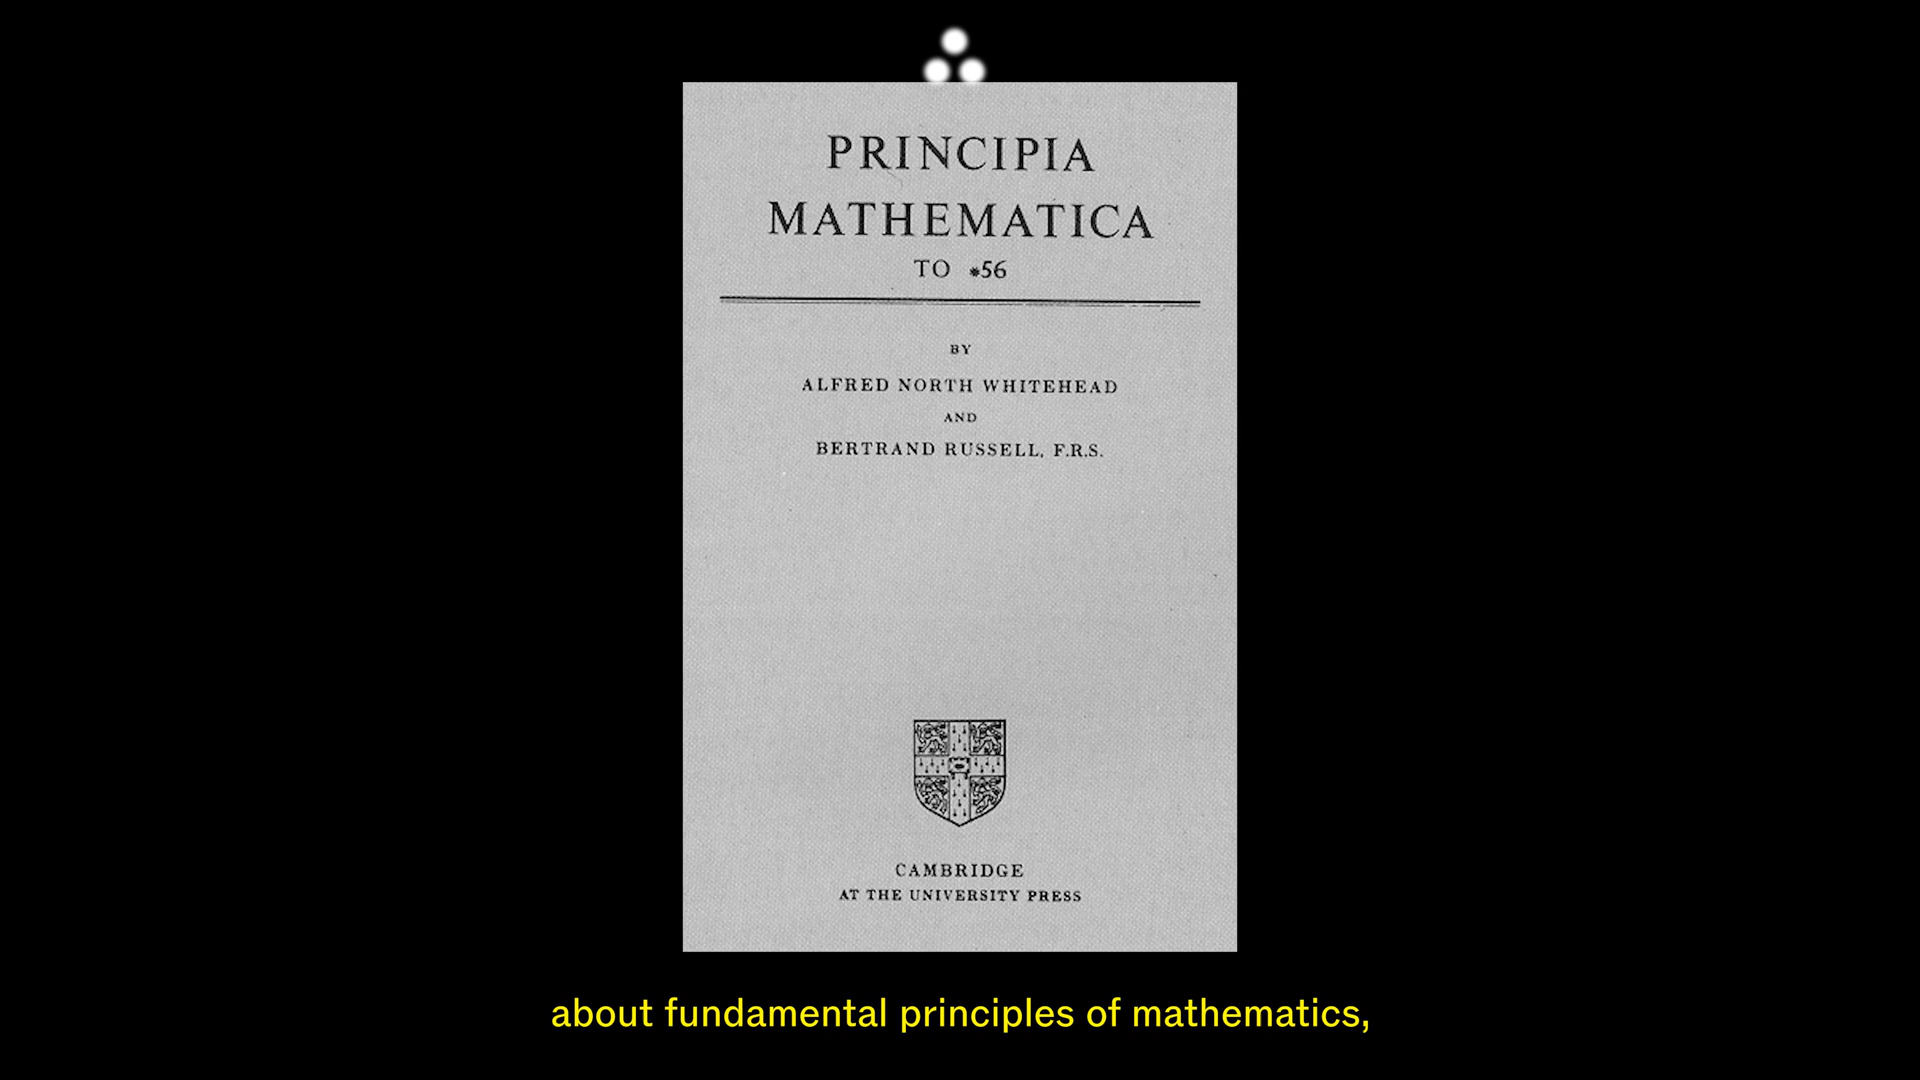 PRINCIPIA
MATHEMATICA
TO *56
BY
ALFRED NORTH WHITEHEAD
AND
BERTRAND RUSSELL, F.R.S.
CAMBRIDGE
AT THE UNIVERSITY PRESS
about fundamental principles of mathematics,